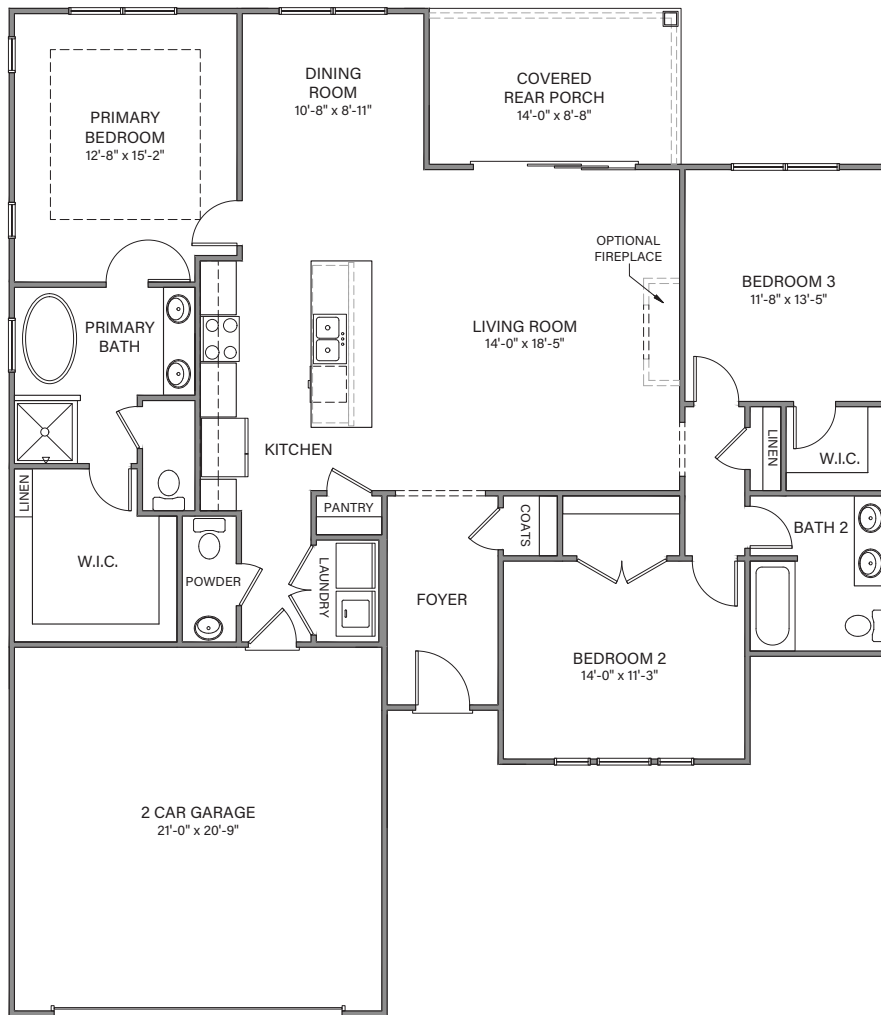 DINING
ROOM
10'-8" x 8'-11"
COVERED
REAR PORCH
14'-0" x 8'-8"
PRIMARY
BEDROOM
12'-8" x 15'-2"
OPTIONAL
FIREPLACE
BEDROOM 3
11'-8" x 13'-5"
PRIMARY
BATH
LIVING ROOM
14'-0" x 18'-5"
KITCHEN
LINEN
W.I.C.
LINEN
PANTRY
COATS
BATH 2
W.I.C.
POWDER
LAUNDRY
FOYER
BEDROOM 2
14'-0" x 11'-3"
2 CAR GARAGE
21'-0" x 20'-9"